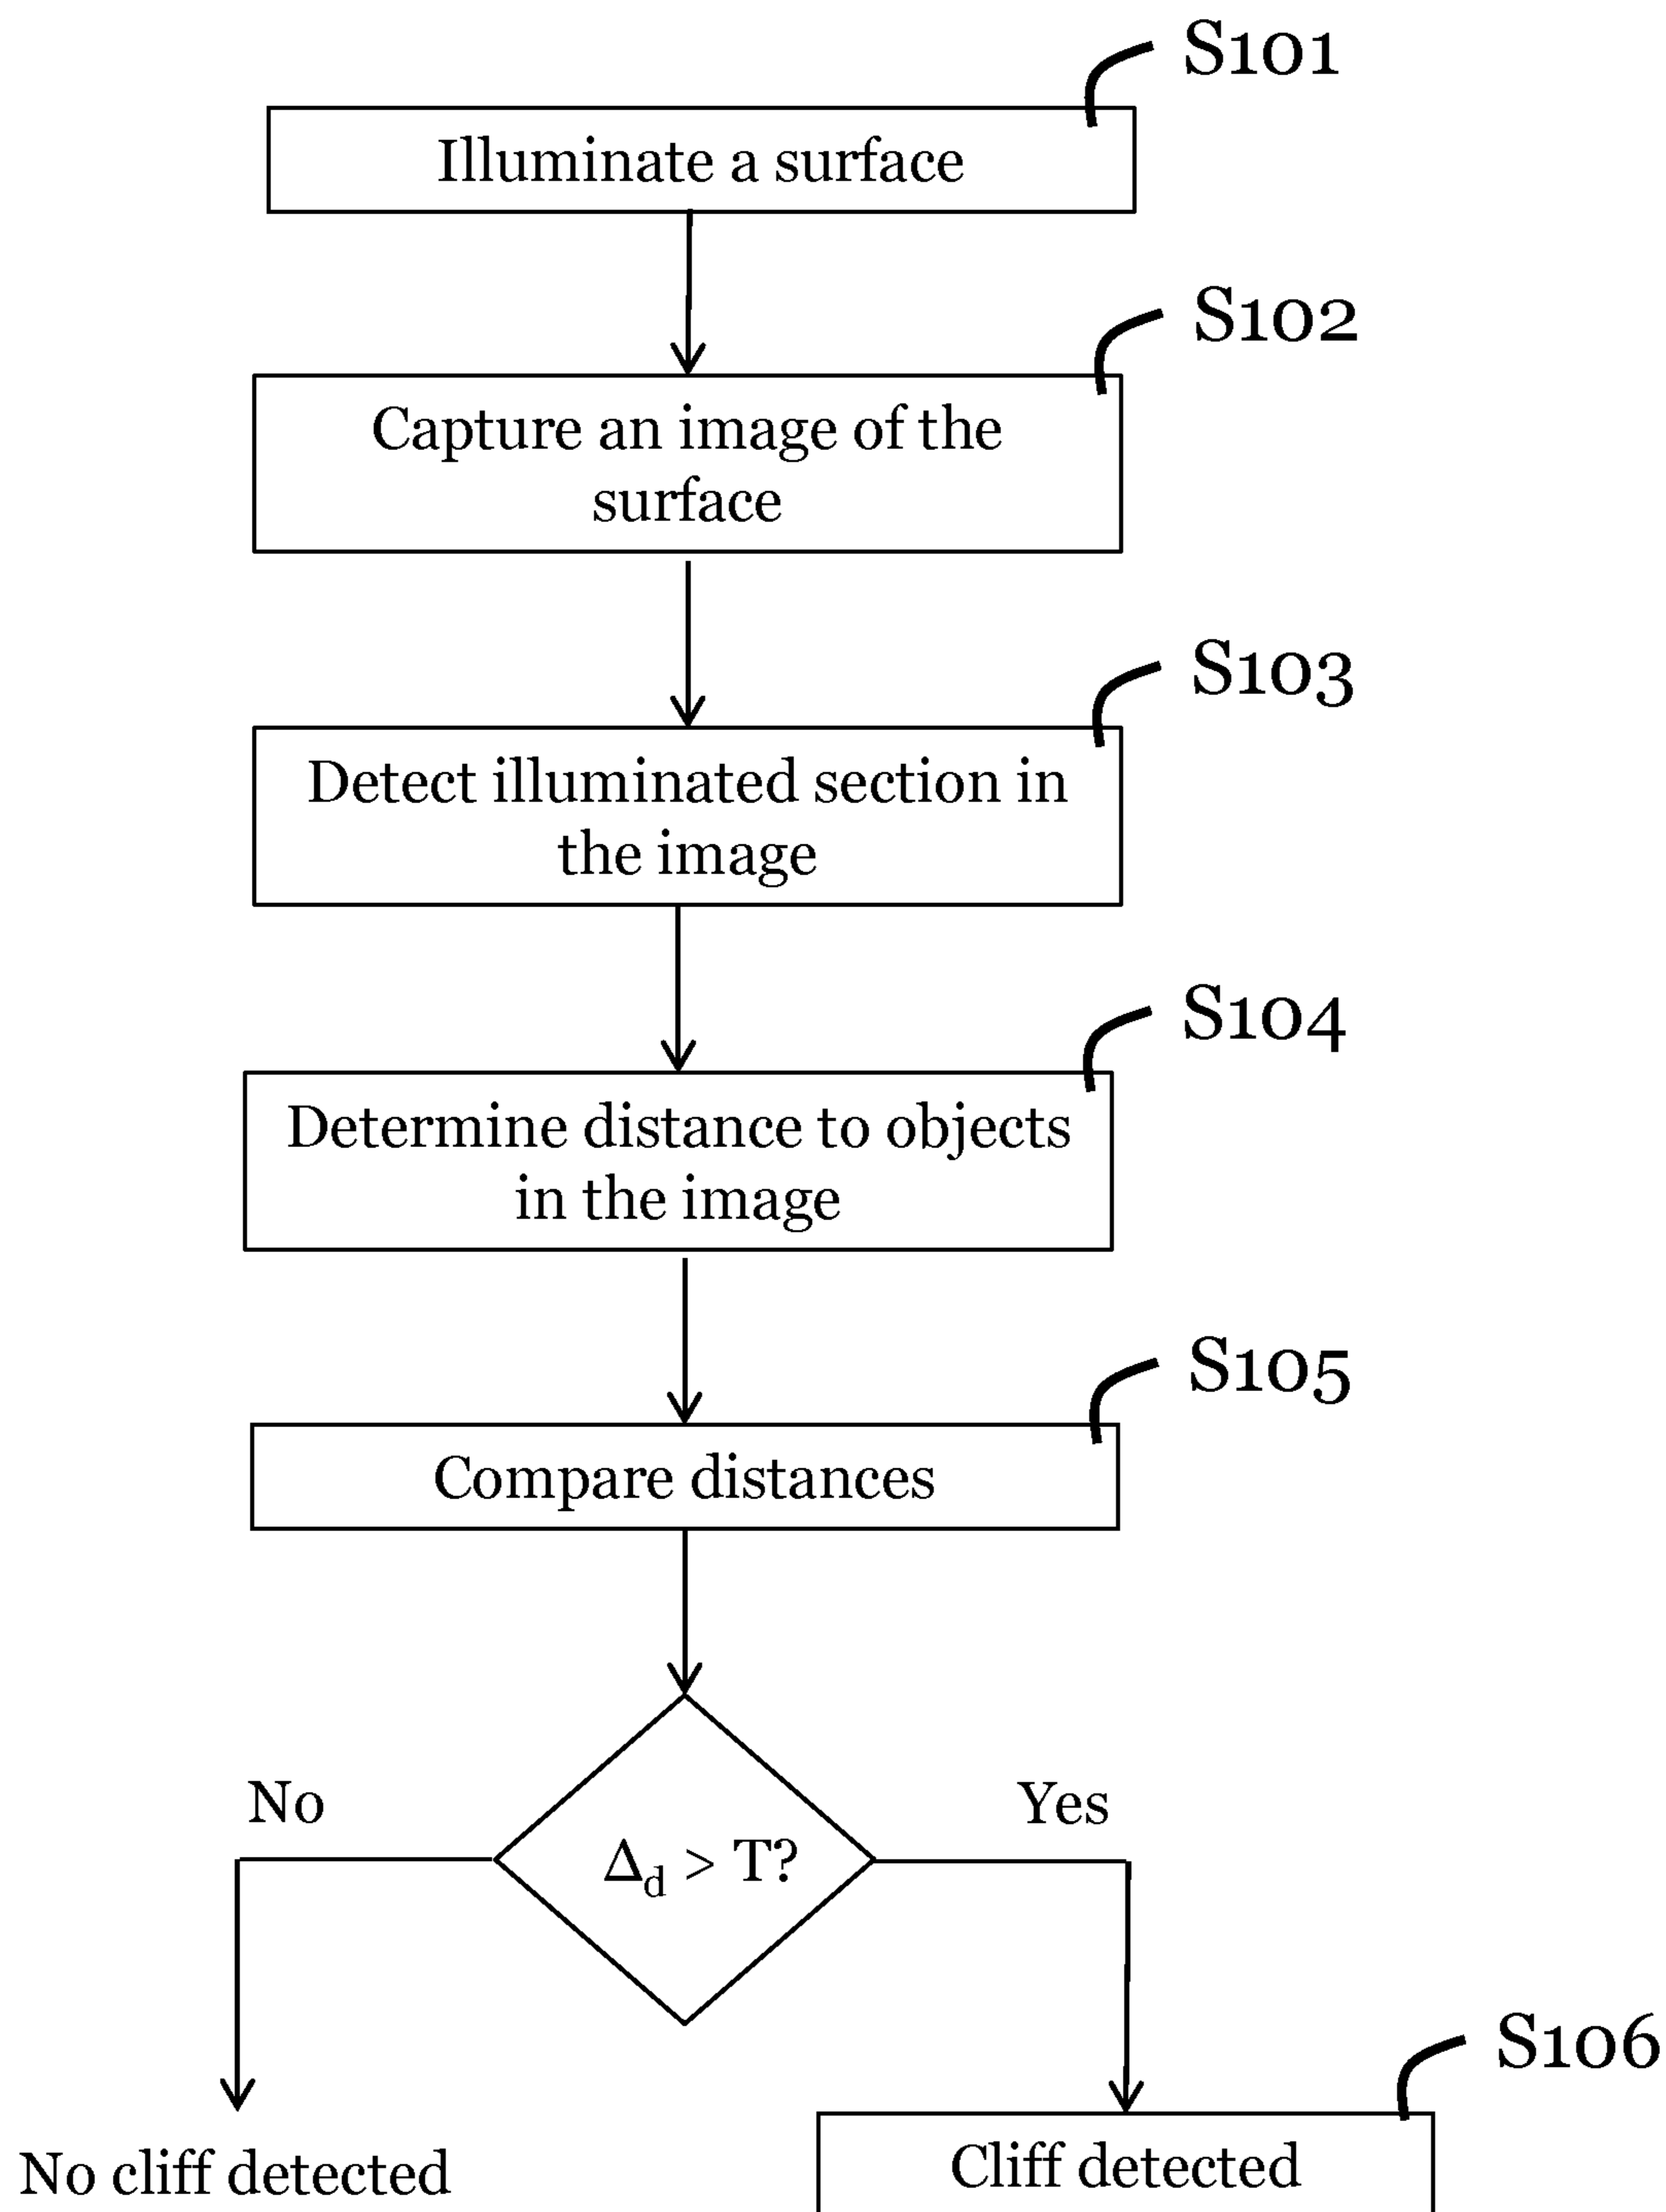 S101
Illuminate a surface
S102
Capture an image of the
surface
S103
Detect illuminated section in
the image
S104
Determine distance to objects
in the image
S105
Compare distances
No
Yes
Δd > T?
S106
No cliff detected
Cliff detected